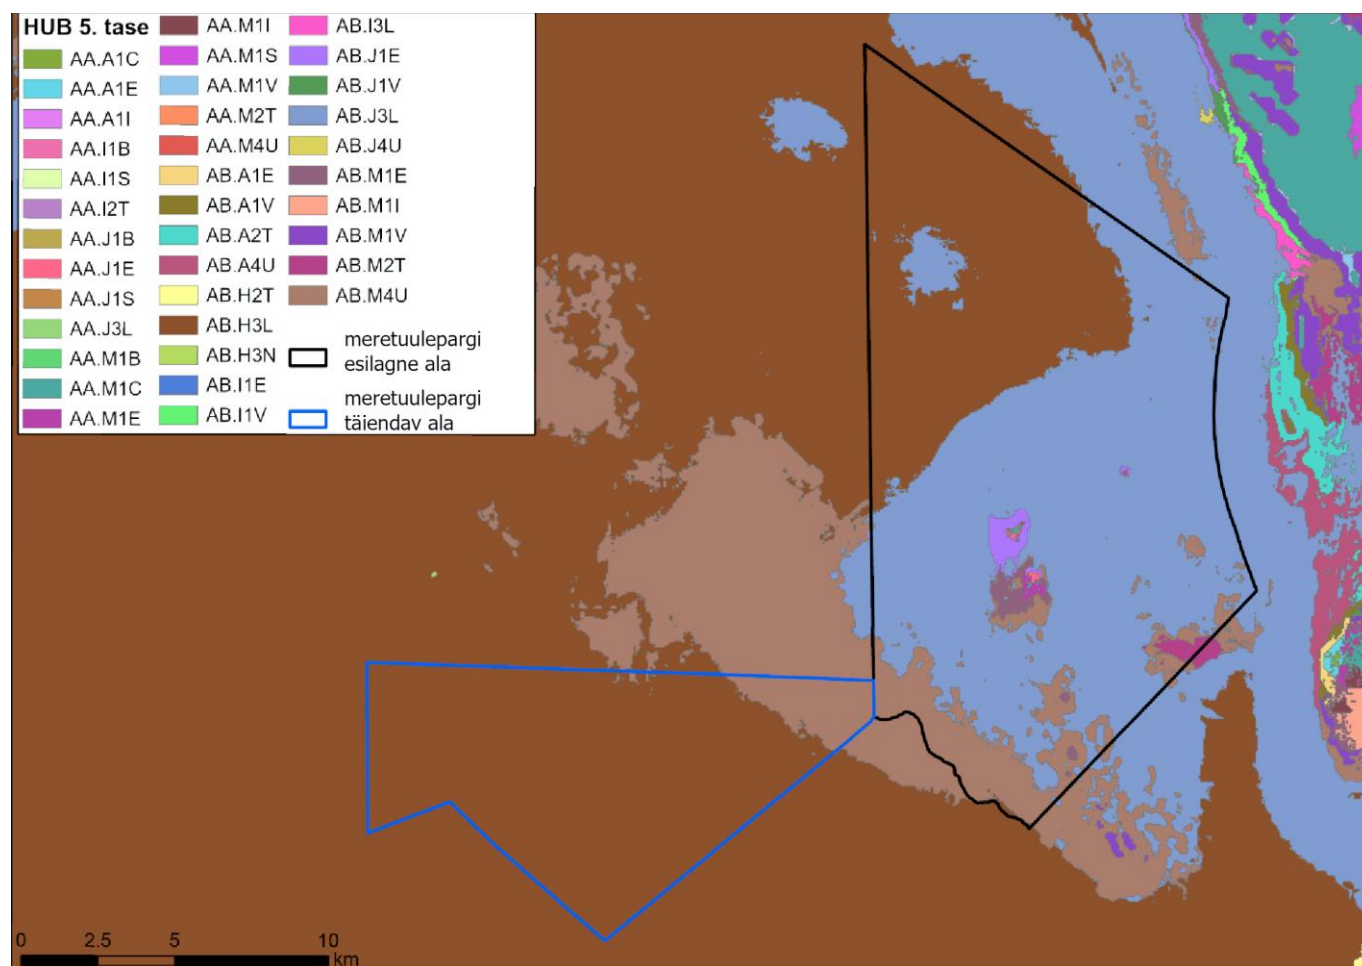 HUB 5. tase
AA.A1C
AA.A1E
AA.A1I
AA.I1B
AA.I1S
AA.I2T
AA.J1B
AA.J1E
AA.J1S
AA.J3L
AA.M1B
AA.M1C
AA.M1E
AA.M1I
AA.M1S
AA.M1V
AA.M2T
AA.M4U
AB.A1E
AB.A1V
AB.A2T
AB.A4U
AB.H2T
AB.H3L
AB.H3N
AB.I1E
AB.I1V
AB.I3L
AB.J1E
AB.J1V
AB.J3L
AB.J4U
AB.M1E
AB.M1I
AB.M1V
AB.M2T
AB.M4U
meretuulepargi
esilagne ala
meretuulepargi
täiendav ala
0 2.5 5 10
km